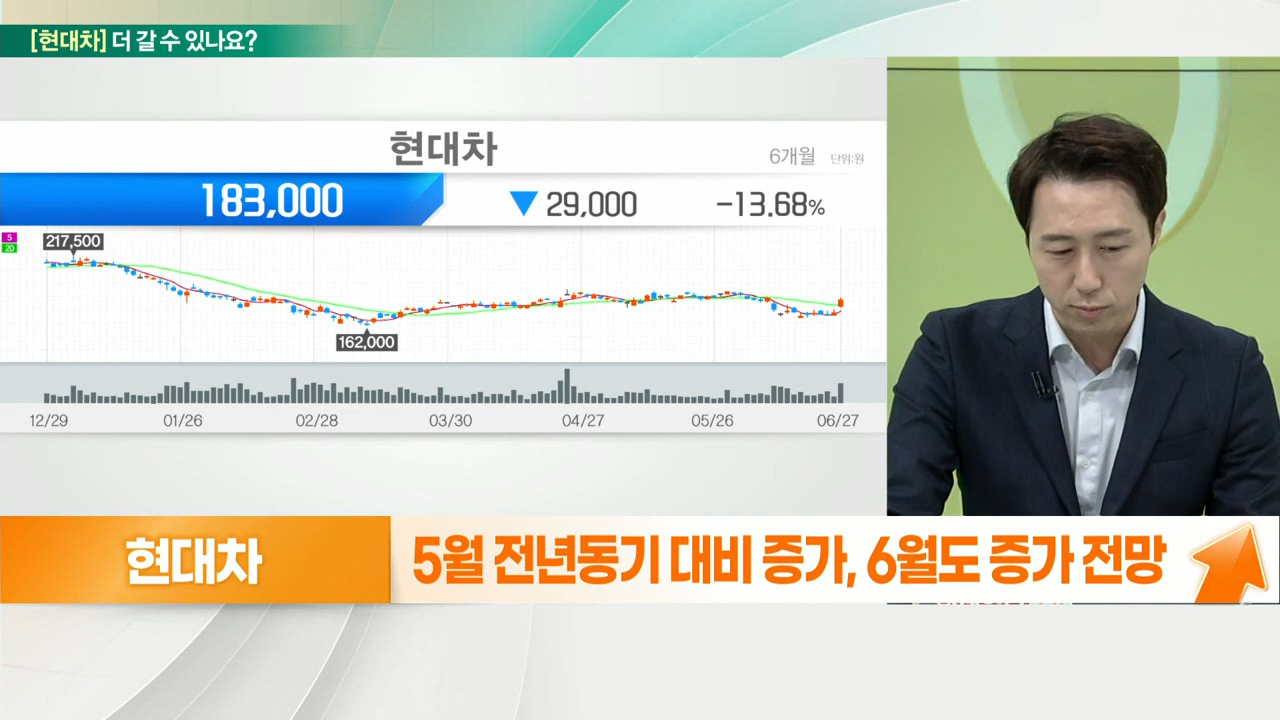 [현대차] 더 갈 수 있나요?
현대차
6개월 단위:원
183,000 ▼ 29,000 -13.68%
5
20
217,500
162,000
12/29 01/26 02/28 03/30 04/27 05/26 06/27
현대차
5월 전년동기 대비 증가, 6월도 증가 전망